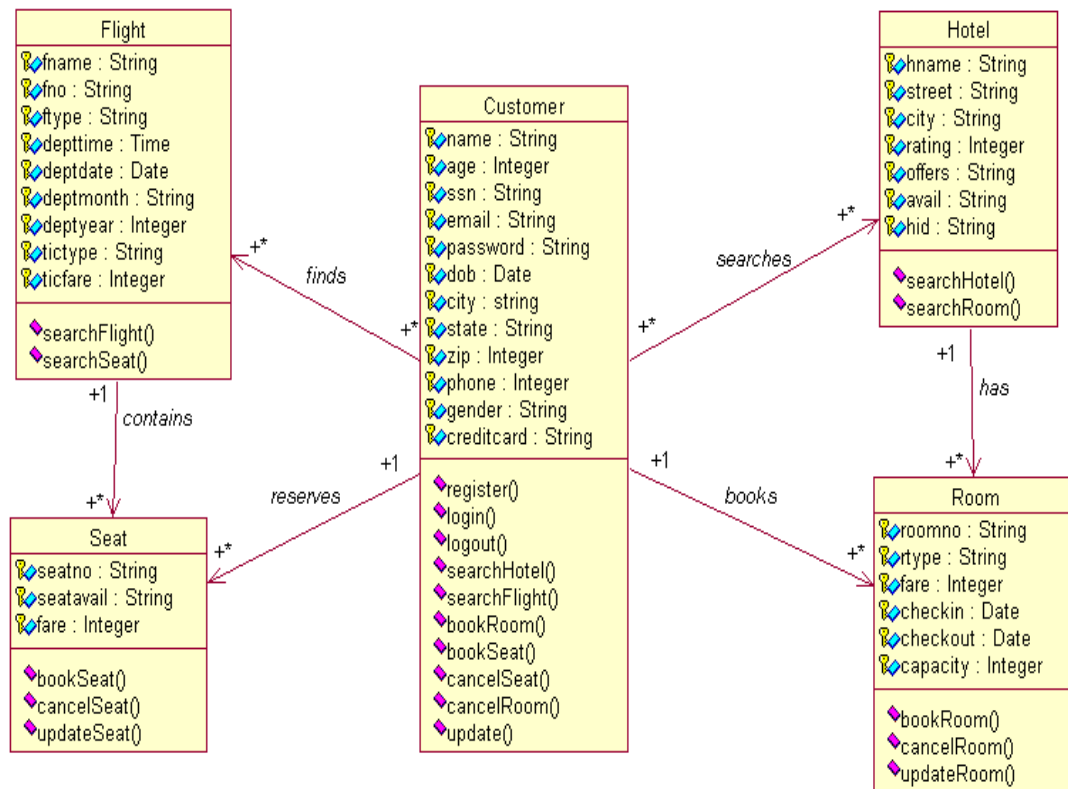 Flight
fname : String
fno : String
ftype : String
depttime : Time
deptdate : Date
deptmonth : String
deptyear : Integer
tictype : String
ticfare : Integer
searchFlight()
searchSeat()
Customer
name : String
age : Integer
ssn : String
email : String
password : String
dob : Date
city : string
state : String
zip : Integer
phone : Integer
gender : String
creditcard : String
register()
login()
logout()
searchHotel()
searchFlight()
bookRoom()
bookSeat()
cancelSeat()
cancelRoom()
update()
Hotel
hname : String
street : String
city : String
rating : Integer
offers : String
avail : String
hid : String
searchHotel()
searchRoom()
Seat
seatno : String
seatavail : String
fare : Integer
bookSeat()
cancelSeat()
updateSeat()
Room
roomno : String
rtype : String
fare : Integer
checkin : Date
checkout : Date
capacity : Integer
bookRoom()
cancelRoom()
updateRoom()
+*
finds
+*
+*
searches
+*
+1
contains
+*
+1
reserves
+*
+1
books
+*
+1
has
+*